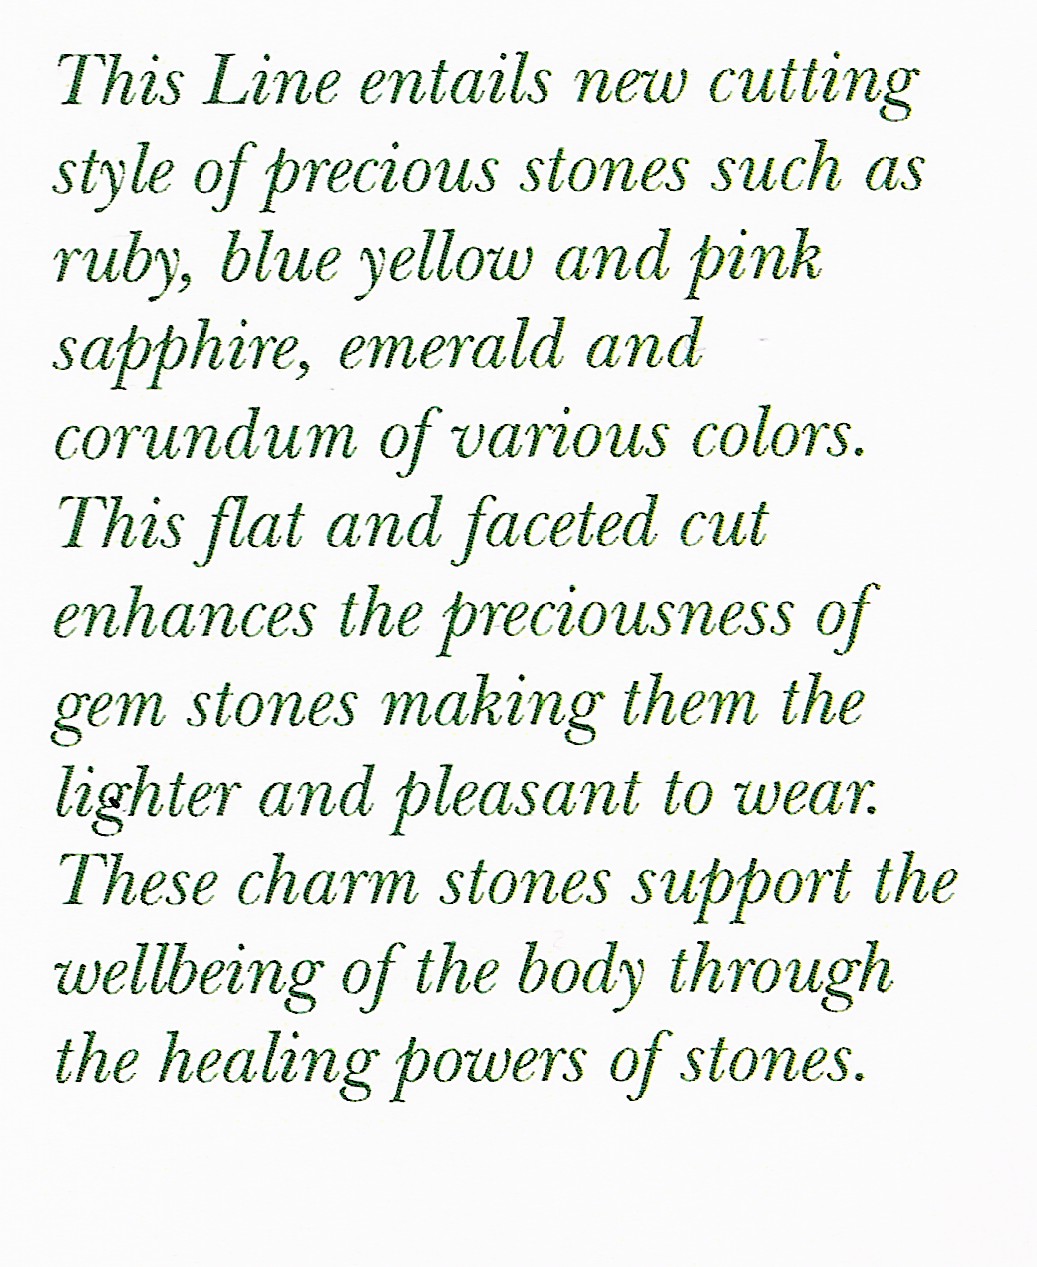 This Line entails new cutting
style of precious stones such as
ruby, blue yellow and pink
sapphire, emerald and
corundum of various colors.
This flat and faceted cut
enhances the preciousness of
gem stones making them the
lighter and pleasant to wear.
These charm stones support the
wellbeing of the body through
the healing powers of stones.